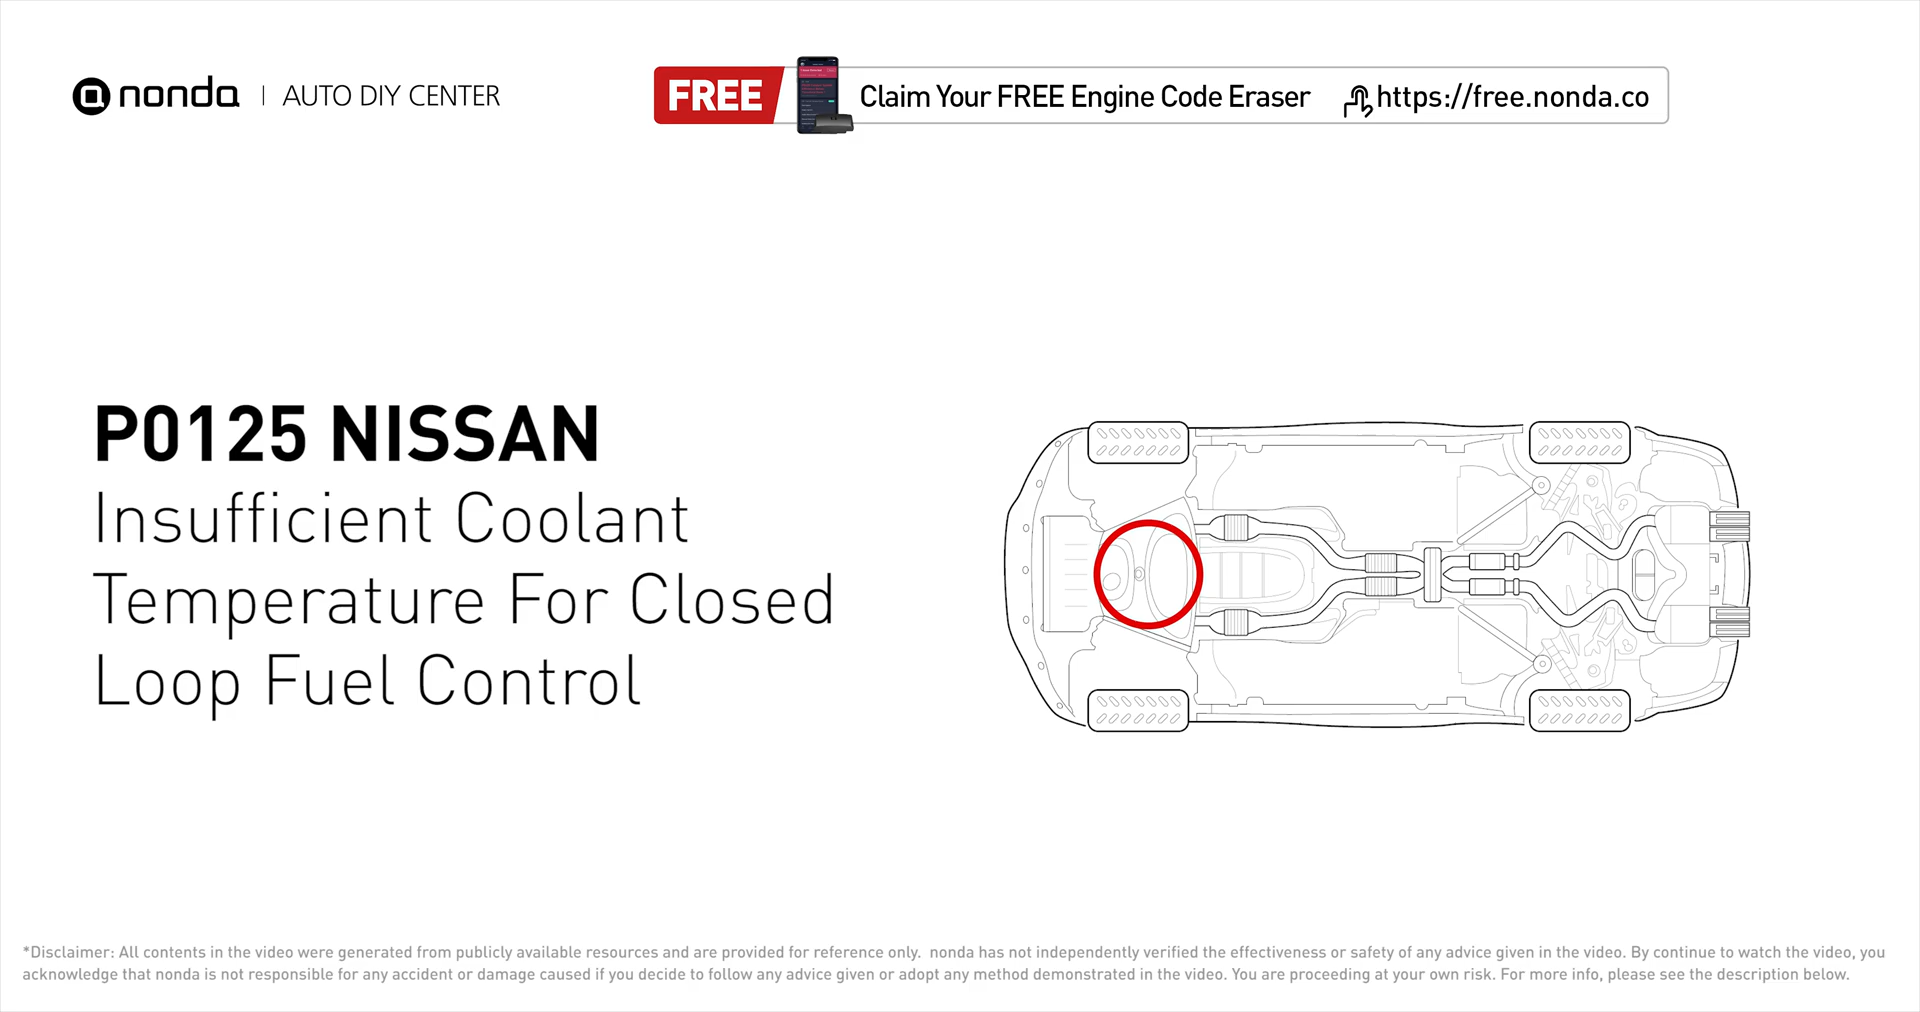 nonda | AUTO DIY CENTER
FREE Claim Your FREE Engine Code Eraser https://free.nonda.co
P0125 NISSAN
Insufficient Coolant
Temperature For Closed
Loop Fuel Control
*Disclaimer: All contents in the video were generated from publicly available resources and are provided for reference only. nonda has not independently verified the effectiveness or safety of any advice given in the video. By continue to watch the video, you
acknowledge that nonda is not responsible for any accident or damage caused if you decide to follow any advice given or adopt any method demonstrated in the video. You are proceeding at your own risk. For more info, please see the description below.